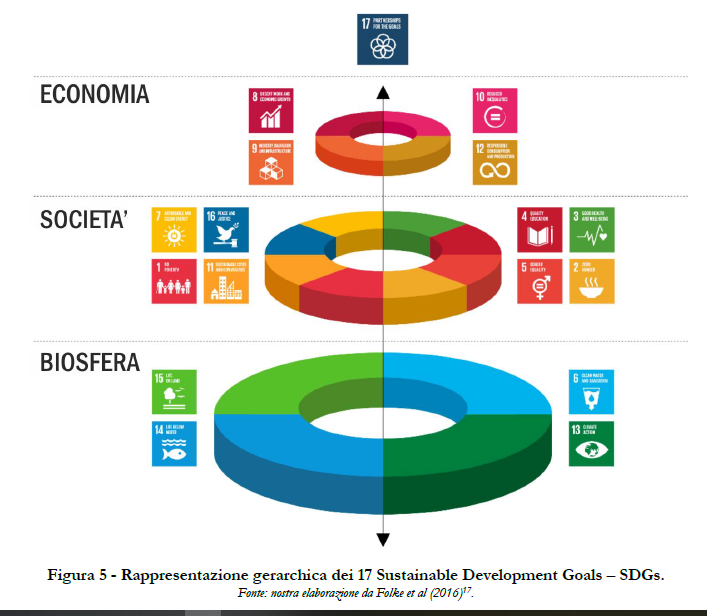 17 PARTNERSHIPS
FOR THE GOALS
ECONOMIA
8 DECENT WORK AND
ECONOMIC GROWTH
10 REDUCED
INEQUALITIES
9 INDUSTRY, INNOVATION
AND INFRASTRUCTURE
12 RESPONSIBLE
CONSUMPTION
AND PRODUCTION
SOCIETA'
7 AFFORDABLE AND
CLEAN ENERGY
16 PEACE AND
JUSTICE
4 QUALITY
EDUCATION
3 GOOD HEALTH
AND WELL-BEING
1 NO
POVERTY
11 SUSTAINABLE CITIES
AND COMMUNITIES
5 GENDER
EQUALITY
2 ZERO
HUNGER
BIOSFERA
15 LIFE
ON LAND
6 CLEAN WATER
AND SANITATION
14 LIFE BELOW
WATER
13 CLIMATE
ACTION
Figura 5 - Rappresentazione gerarchica dei 17 Sustainable Development Goals – SDGs.
Fonte: nostra elaborazione da Folke et al (2016)17.